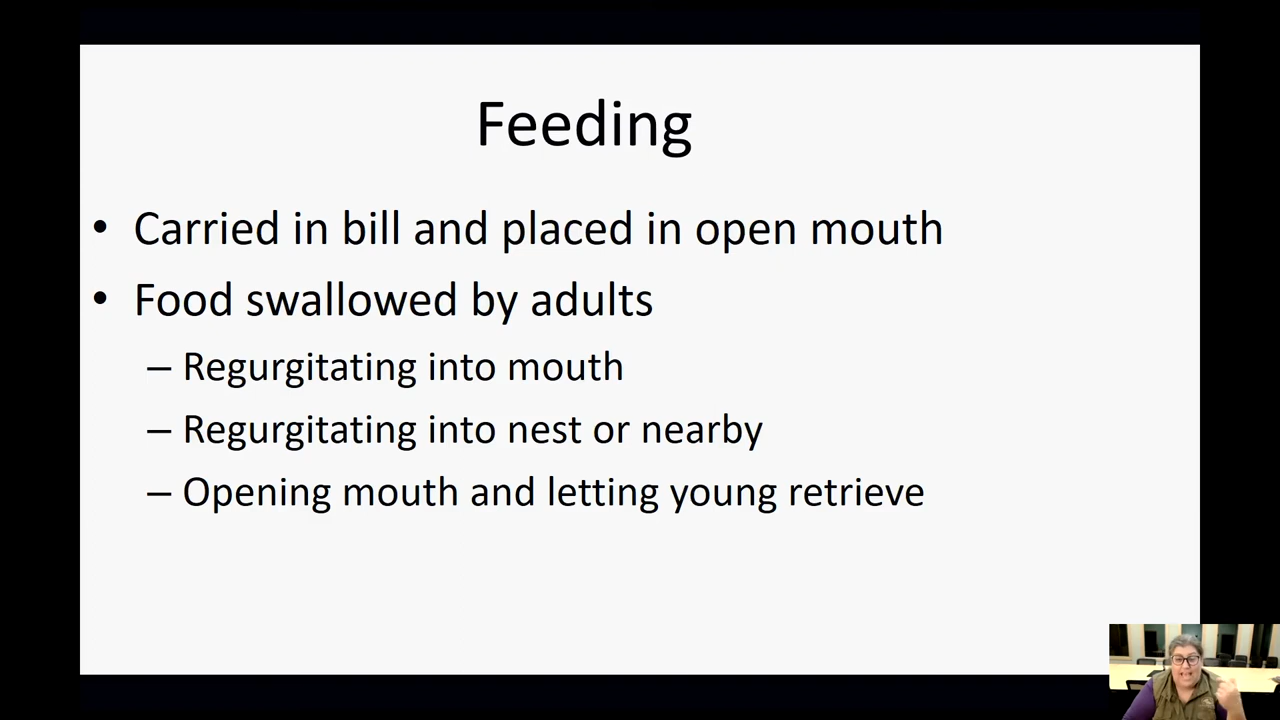 Feeding
• Carried in bill and placed in open mouth
• Food swallowed by adults
– Regurgitating into mouth
– Regurgitating into nest or nearby
– Opening mouth and letting young retrieve